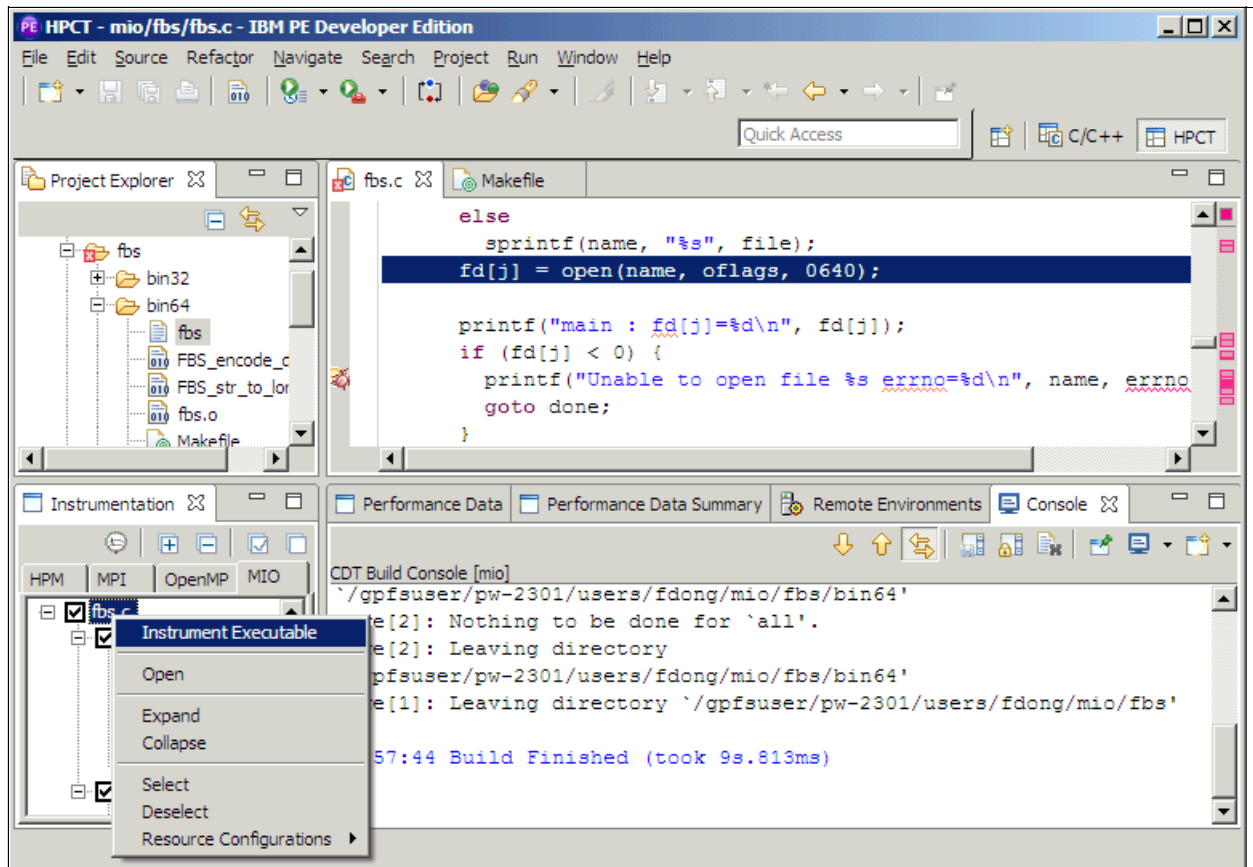 HPCT - mio/fbs/fbs.c - IBM PE Developer Edition
File Edit Source Refactor Navigate Search Project Run Window Help
Quick Access
C/C++
HPCT
Project Explorer
fbs
bin32
bin64
fbs
FBS_encode_c
FBS_str_to_lor
fbs.o
Makefile
fbs.c Makefile
else
sprintf(name, "%s", file);
fd[j] = open(name, oflags, 0640);
printf("main : fd[j]=%d\n", fd[j]);
if (fd[j] < 0) {
printf("Unable to open file %s errno=%d\n", name, errno
goto done;
}
Instrumentation
HPM MPI OpenMP MIO
fbs.c
Instrument Executable
Open
Expand
Collapse
Select
Deselect
Resource Configurations
Performance Data Performance Data Summary Remote Environments Console
CDT Build Console [mio]
`/gpfsuser/pw-2301/users/fdong/mio/fbs/bin64'
e[2]: Nothing to be done for `all'.
e[2]: Leaving directory
pfsuser/pw-2301/users/fdong/mio/fbs/bin64'
e[1]: Leaving directory `/gpfsuser/pw-2301/users/fdong/mio/fbs'
57:44 Build Finished (took 9s.813ms)